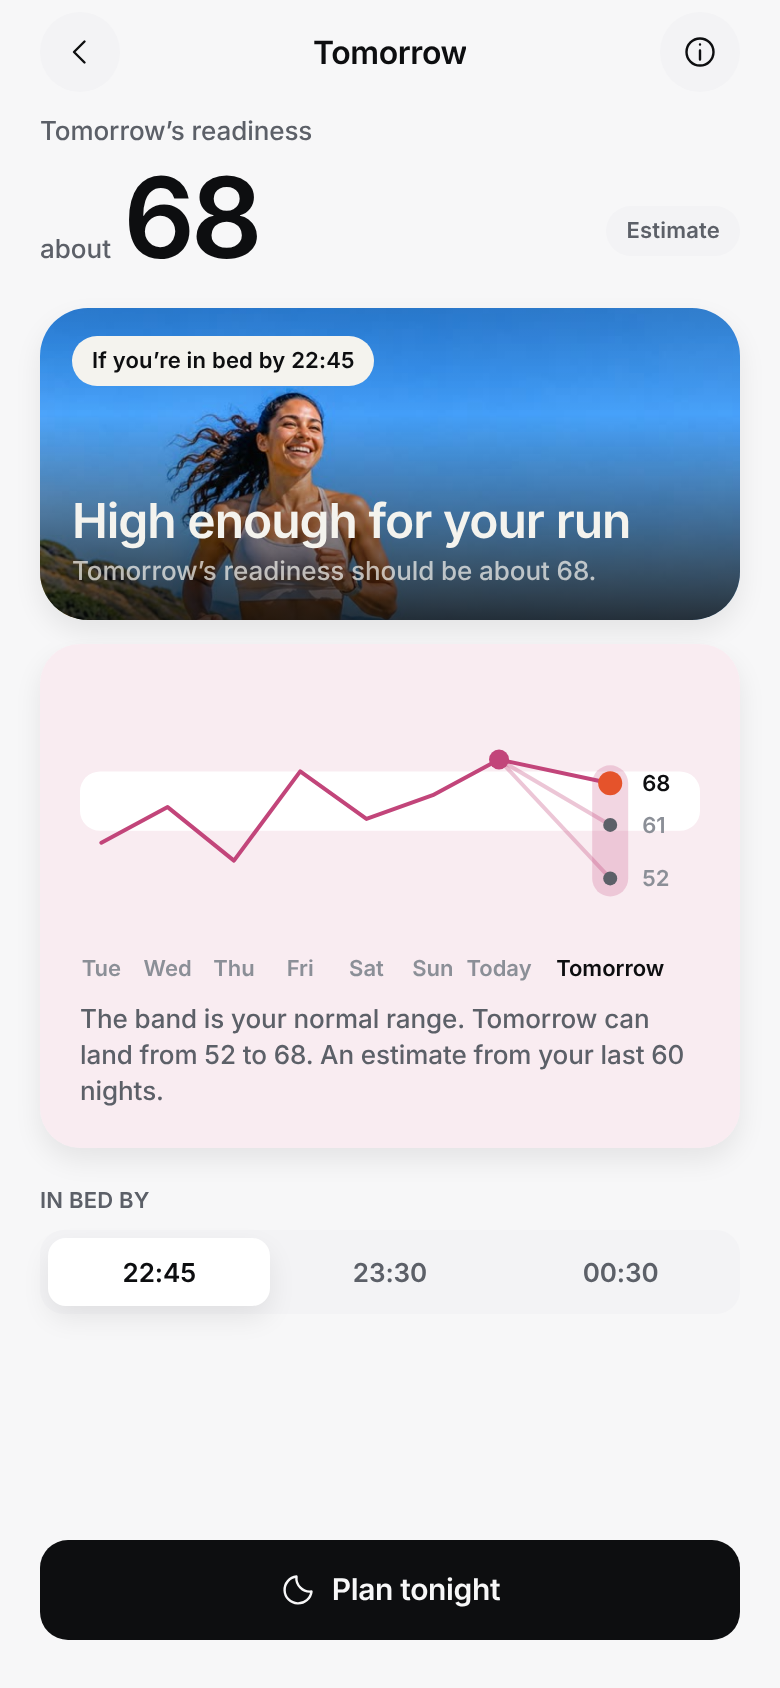 Tomorrow
Tomorrow’s readiness
about 68
Estimate
If you’re in bed by 22:45
High enough for your run
Tomorrow’s readiness should be about 68.
68
61
52
Tue Wed Thu Fri Sat Sun Today Tomorrow
The band is your normal range. Tomorrow can
land from 52 to 68. An estimate from your last 60
nights.
IN BED BY
22:45 23:30 00:30
Plan tonight